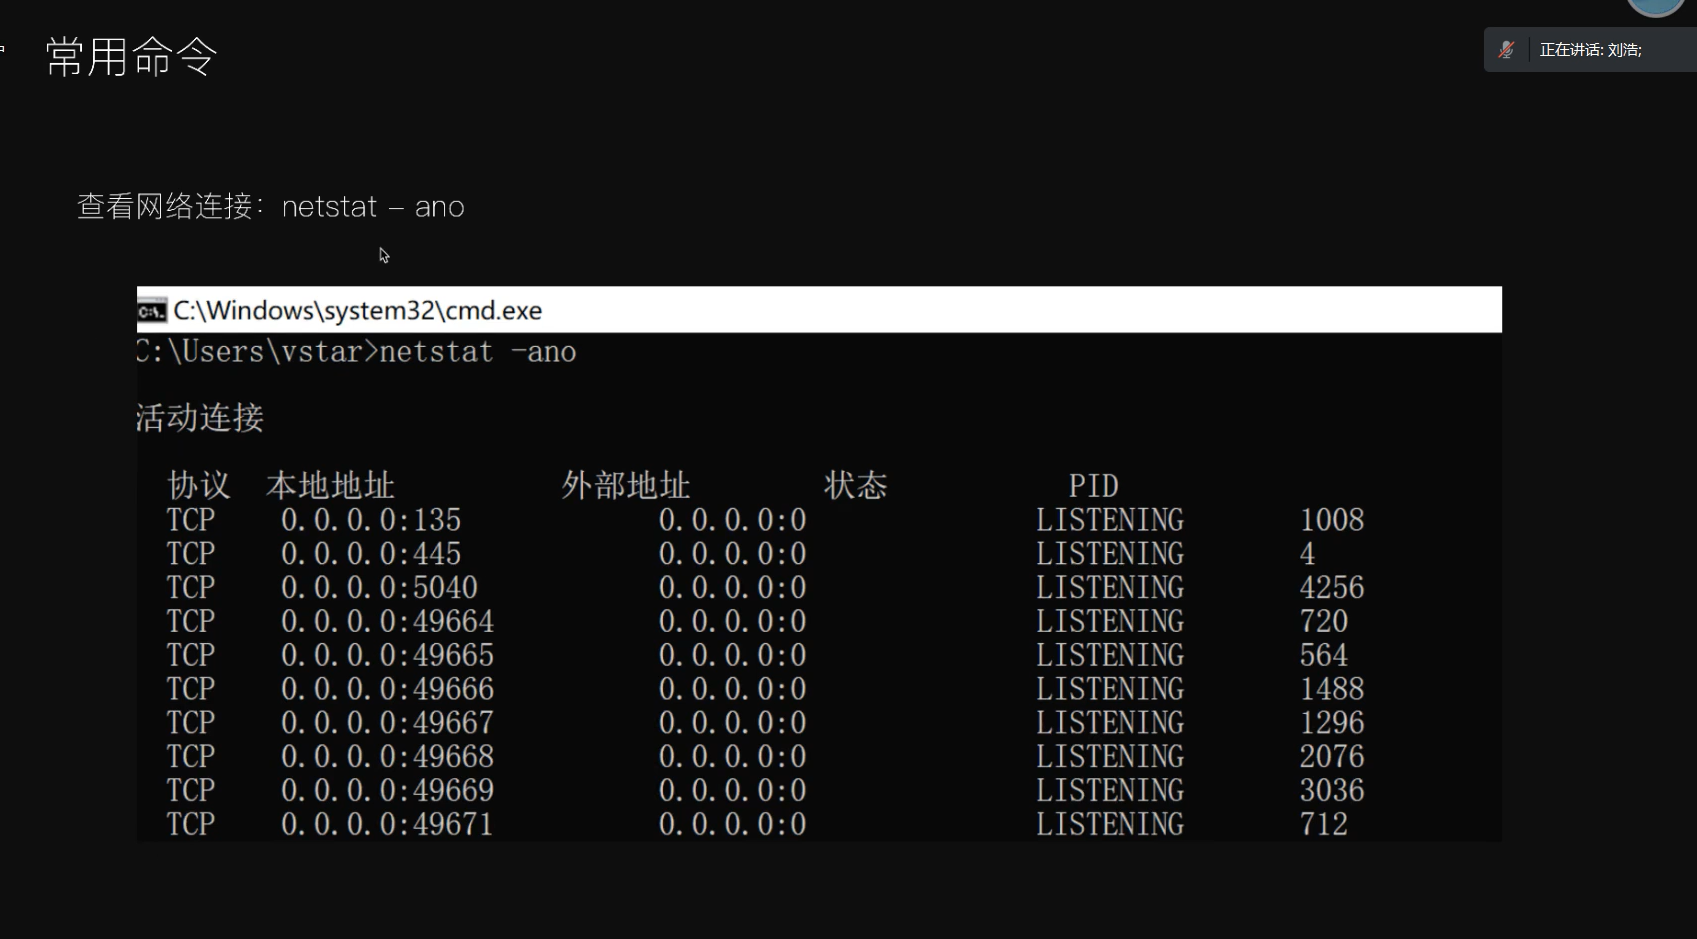 常用命令
正在讲话: 刘浩;
查看网络连接：netstat – ano
C:\Windows\system32\cmd.exe
C:\Users\vstar>netstat -ano
活动连接
协议 本地地址 外部地址 状态 PID
TCP 0.0.0.0:135 0.0.0.0:0 LISTENING 1008
TCP 0.0.0.0:445 0.0.0.0:0 LISTENING 4
TCP 0.0.0.0:5040 0.0.0.0:0 LISTENING 4256
TCP 0.0.0.0:49664 0.0.0.0:0 LISTENING 720
TCP 0.0.0.0:49665 0.0.0.0:0 LISTENING 564
TCP 0.0.0.0:49666 0.0.0.0:0 LISTENING 1488
TCP 0.0.0.0:49667 0.0.0.0:0 LISTENING 1296
TCP 0.0.0.0:49668 0.0.0.0:0 LISTENING 2076
TCP 0.0.0.0:49669 0.0.0.0:0 LISTENING 3036
TCP 0.0.0.0:49671 0.0.0.0:0 LISTENING 712